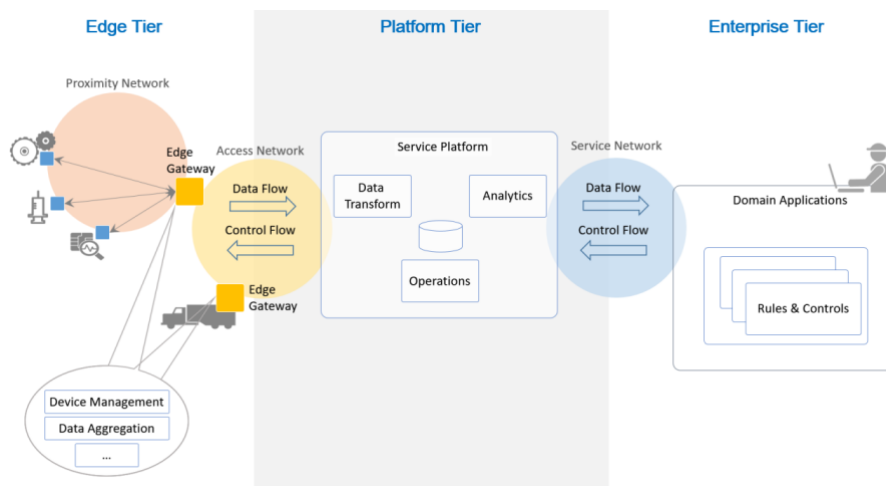 Edge Tier
Platform Tier
Enterprise Tier
Proximity Network
Edge
Gateway
Access Network
Data Flow
Control Flow
Edge
Gateway
Device Management
Data Aggregation
...
Service Platform
Data
Transform
Analytics
Operations
Service Network
Data Flow
Control Flow
Domain Applications
Rules & Controls